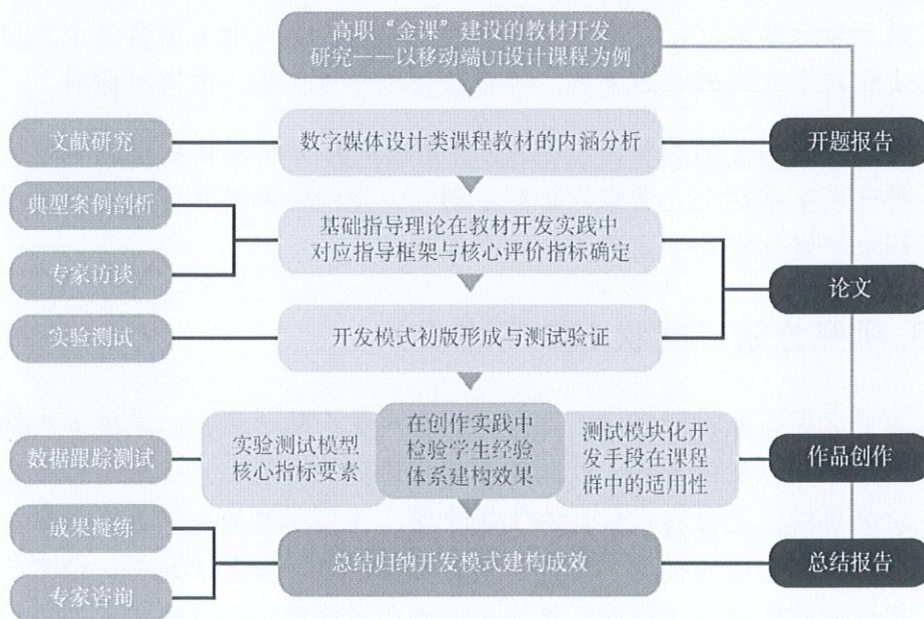 高职“金课”建设的教材开发
研究——以移动端UI设计课程为例
文献研究
数字媒体设计类课程教材的内涵分析
开题报告
典型案例剖析
专家访谈
基础指导理论在教材开发实践中
对应指导框架与核心评价指标确定
论文
实验测试
开发模式初版形成与测试验证
数据跟踪测试
实验测试模型
核心指标要素
在创作实践中
检验学生经验
体系建构效果
测试模块化开
发手段在课程
群中的适用性
作品创作
成果凝练
专家咨询
总结归纳开发模式建构成效
总结报告